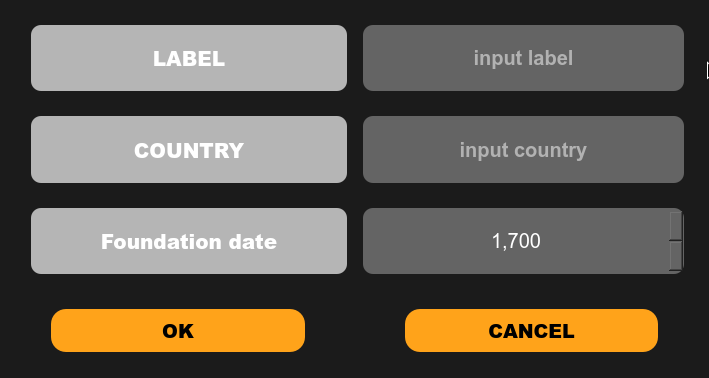 LABEL
input label
COUNTRY
input country
Foundation date
1,700
OK
CANCEL